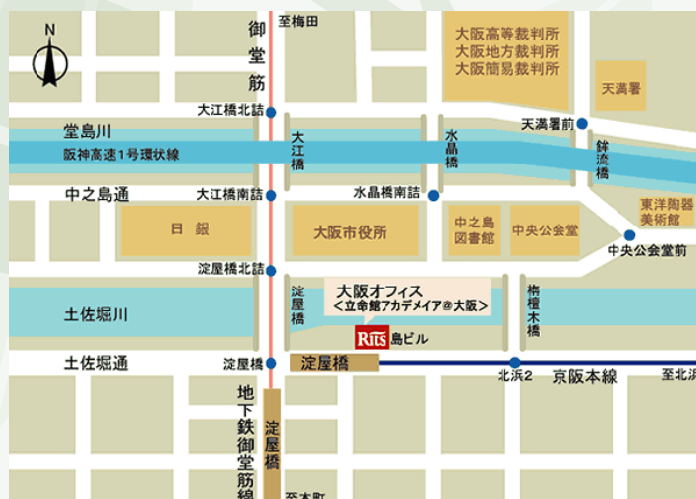 N
御堂筋
至梅田
大阪高等裁判所
大阪地方裁判所
大阪簡易裁判所
天満署
大江橋北詰
天満署前
堂島川
阪神高速1号環状線
大江橋
水晶橋
鉾流橋
中之島通
大江橋南詰
水晶橋南詰
日 銀
大阪市役所
中之島
図書館
中央公会堂
東洋陶器
美術館
中央公会堂前
淀屋橋北詰
土佐堀川
淀屋橋
大阪オフィス
<立命館アカデメイア@大阪>
栴檀木橋
Rits
島ビル
土佐堀通
淀屋橋
淀屋橋
北浜2
京阪本線
至北浜
地下鉄御堂筋線
淀屋橋
至本町